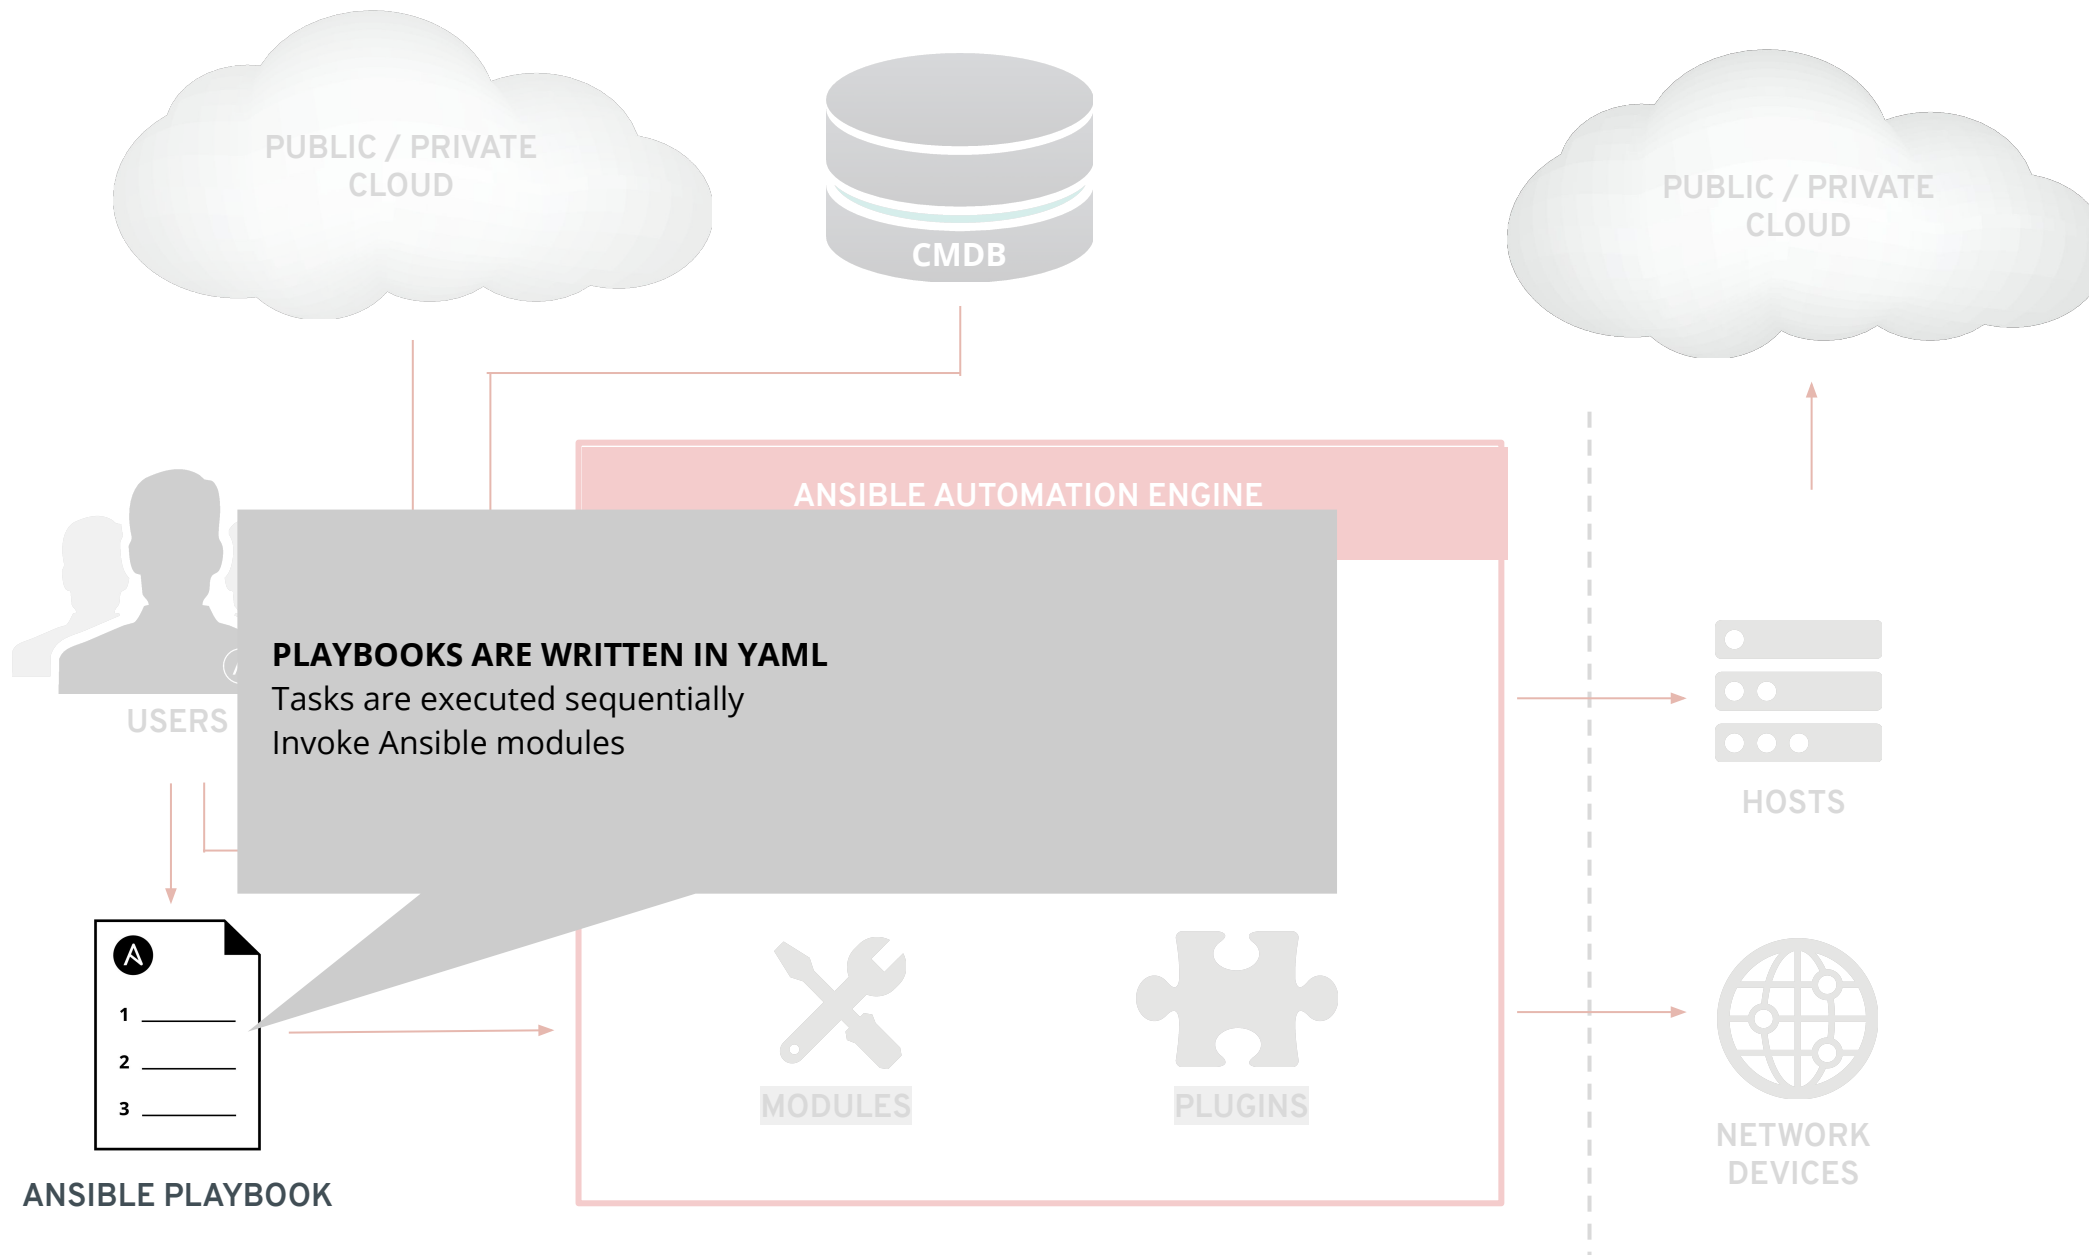 PUBLIC / PRIVATE
CLOUD
CMDB
PUBLIC / PRIVATE
CLOUD
ANSIBLE AUTOMATION ENGINE
USERS
PLAYBOOKS ARE WRITTEN IN YAML
Tasks are executed sequentially
Invoke Ansible modules
HOSTS
1
2
3
ANSIBLE PLAYBOOK
MODULES
PLUGINS
NETWORK
DEVICES